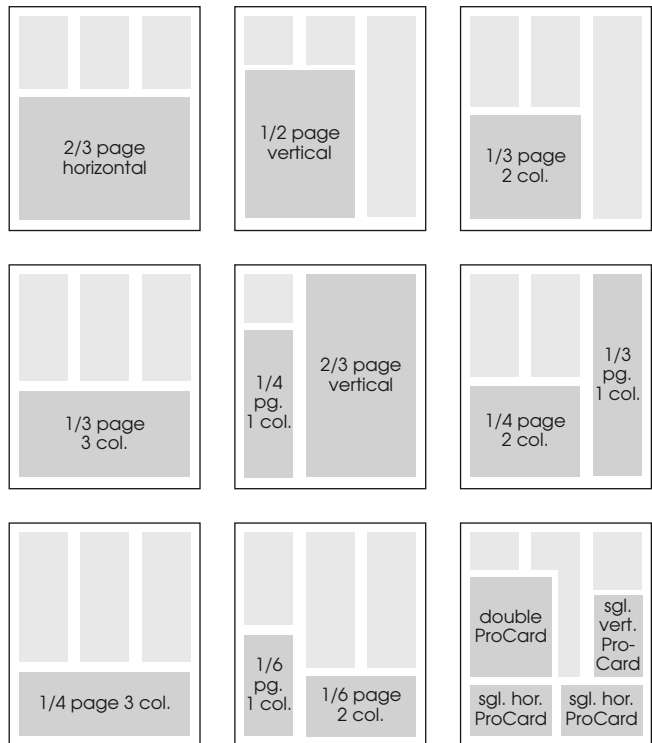 2/3 page
horizontal
1/2 page
vertical
1/3 page
2 col.
1/3 page
3 col.
1/4
pg.
1 col.
2/3 page
vertical
1/4 page
2 col.
1/3
pg.
1 col.
1/4 page 3 col.
1/6
pg.
1 col.
1/6 page
2 col.
double
ProCard
sgl.
vert.
Pro-
Card
sgl. hor.
ProCard
sgl. hor.
ProCard